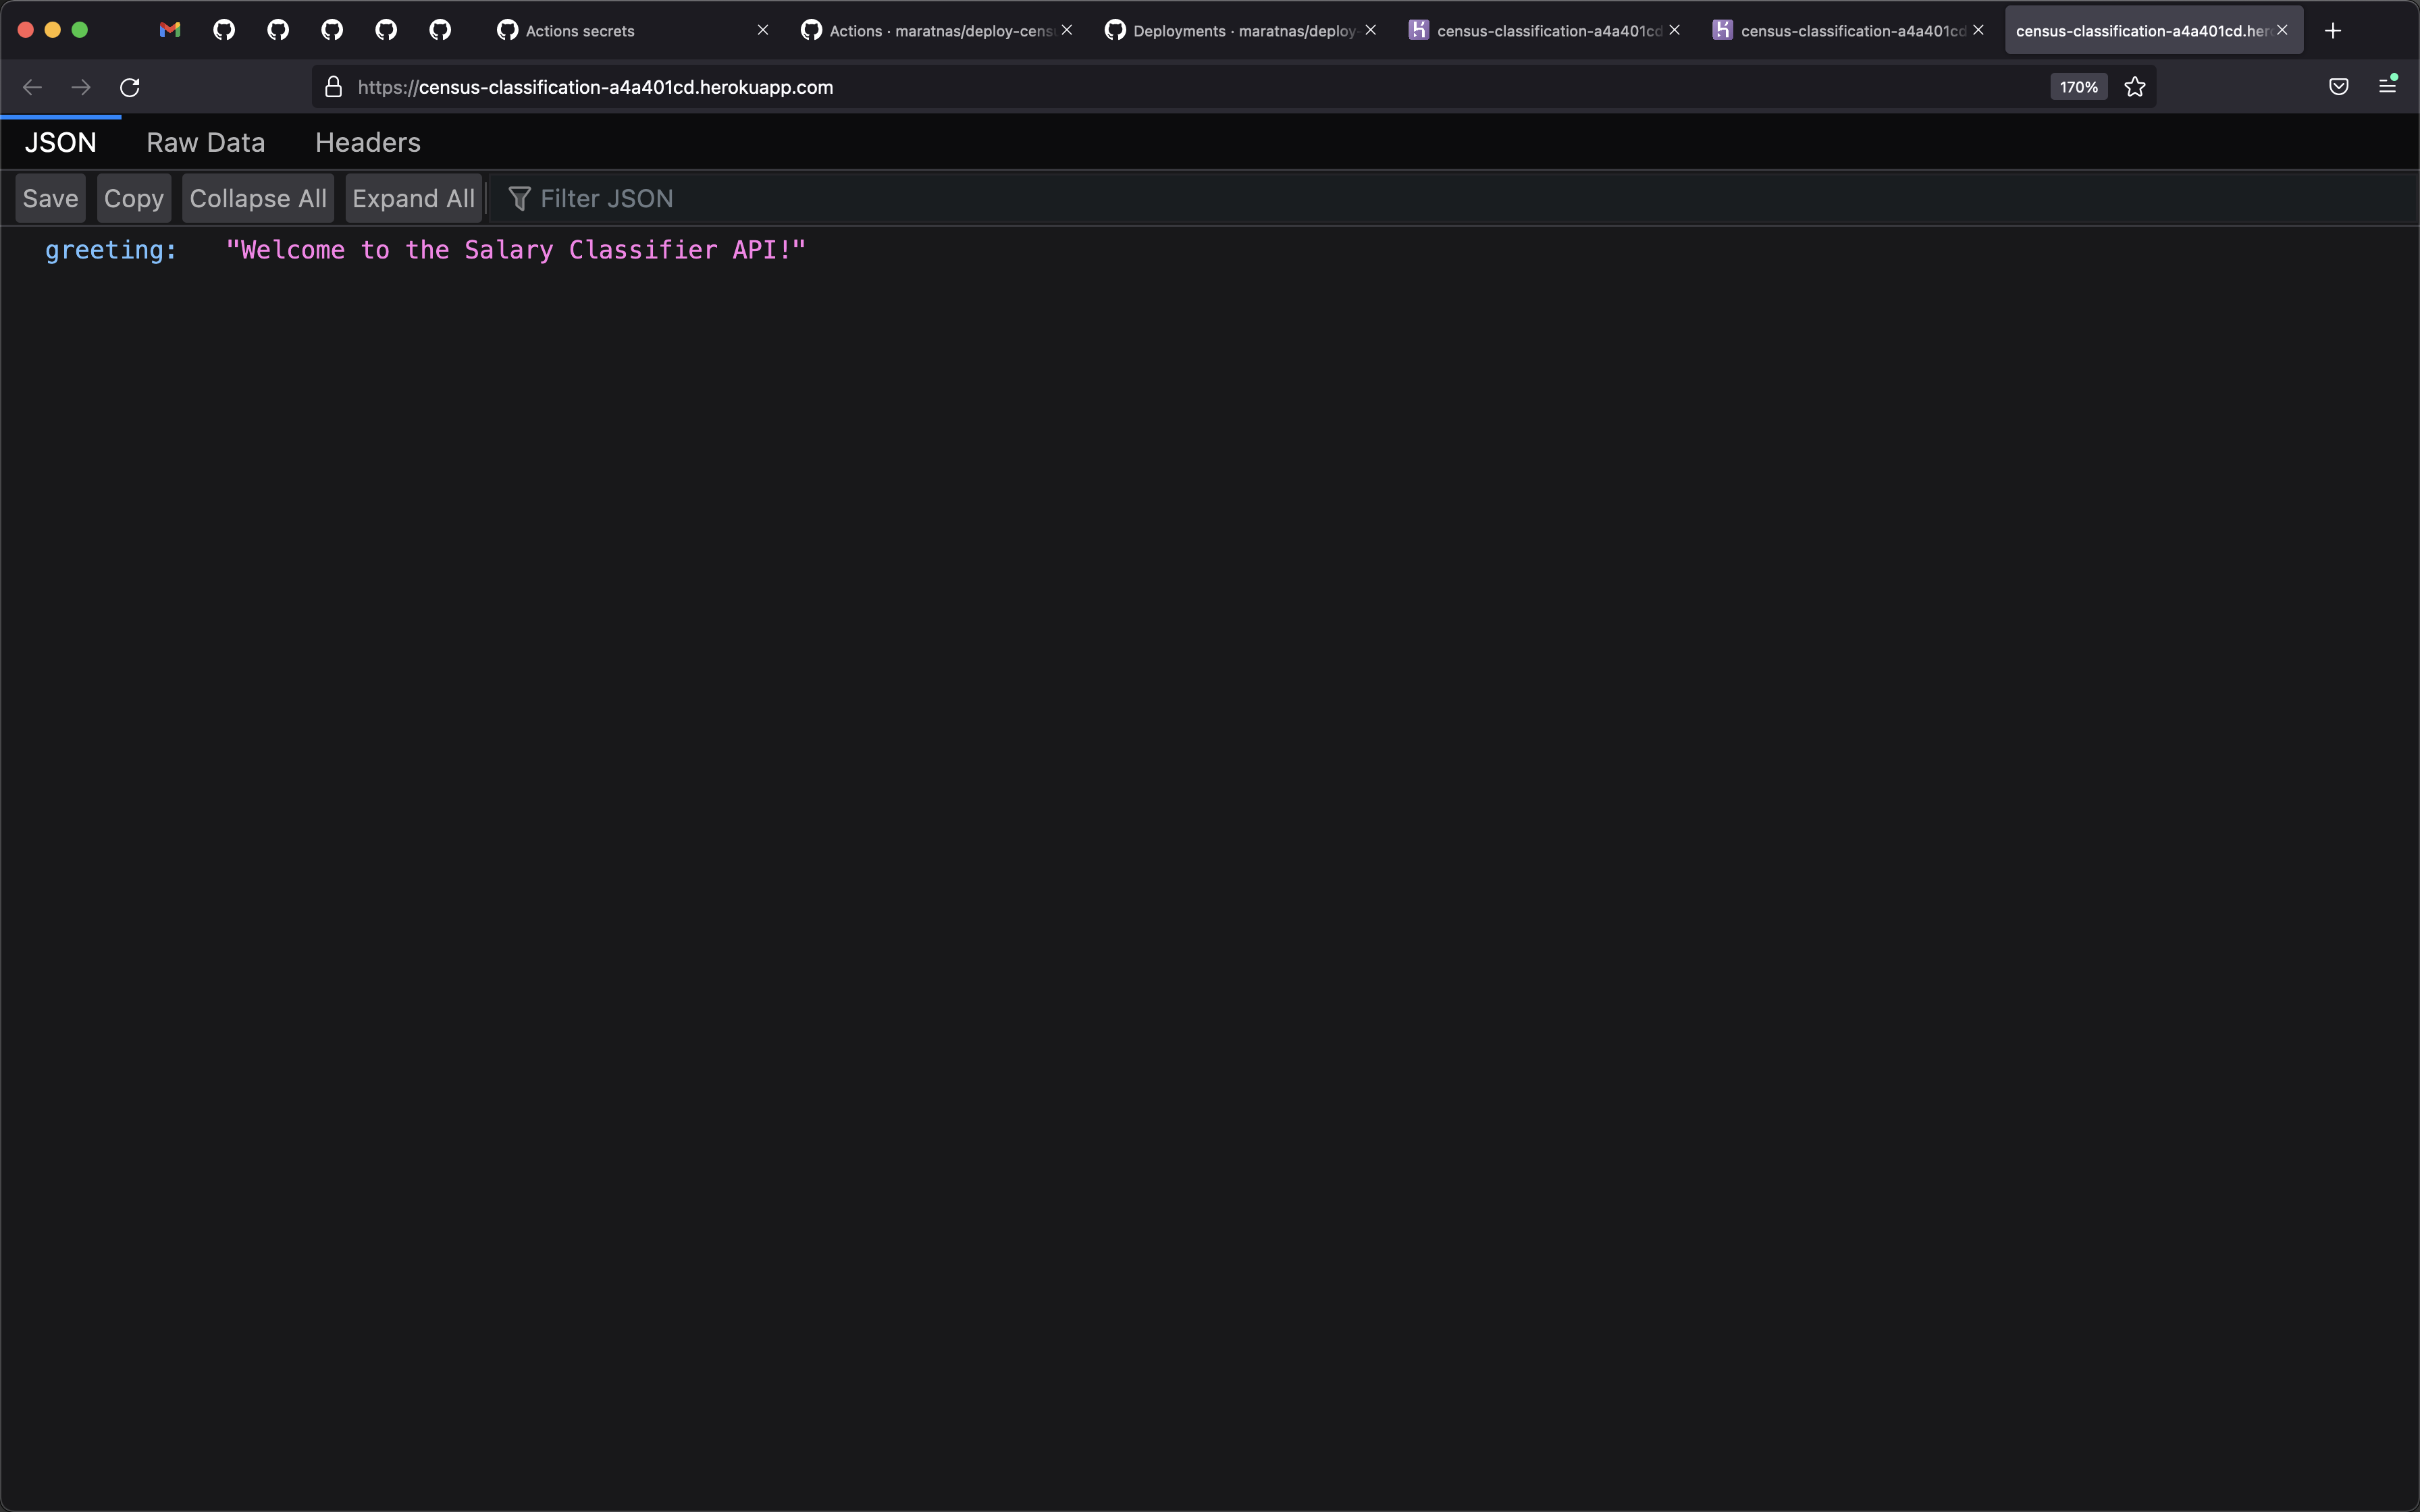 Actions secrets
Actions · maratnas/deploy-cens
Deployments · maratnas/deploy-
census-classification-a4a401cd
census-classification-a4a401cd
census-classification-a4a401cd.her
https://census-classification-a4a401cd.herokuapp.com
170%
JSON Raw Data Headers
Save Copy Collapse All Expand All Filter JSON
greeting: "Welcome to the Salary Classifier API!"